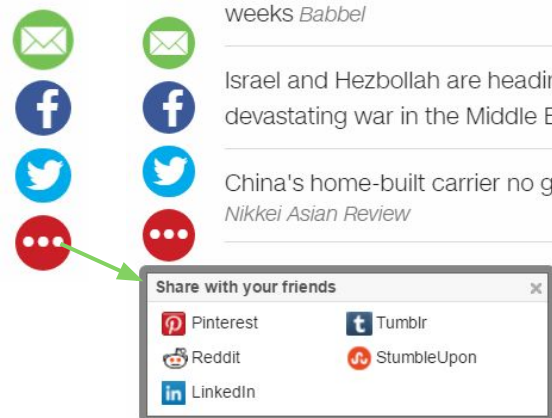 weeks Babbel
Israel and Hezbollah are
devastating war in the Middle
China's home-built carrier no
Nikkei Asian Review
Share with your friends
Pinterest
Tumblr
Reddit
StumbleUpon
LinkedIn